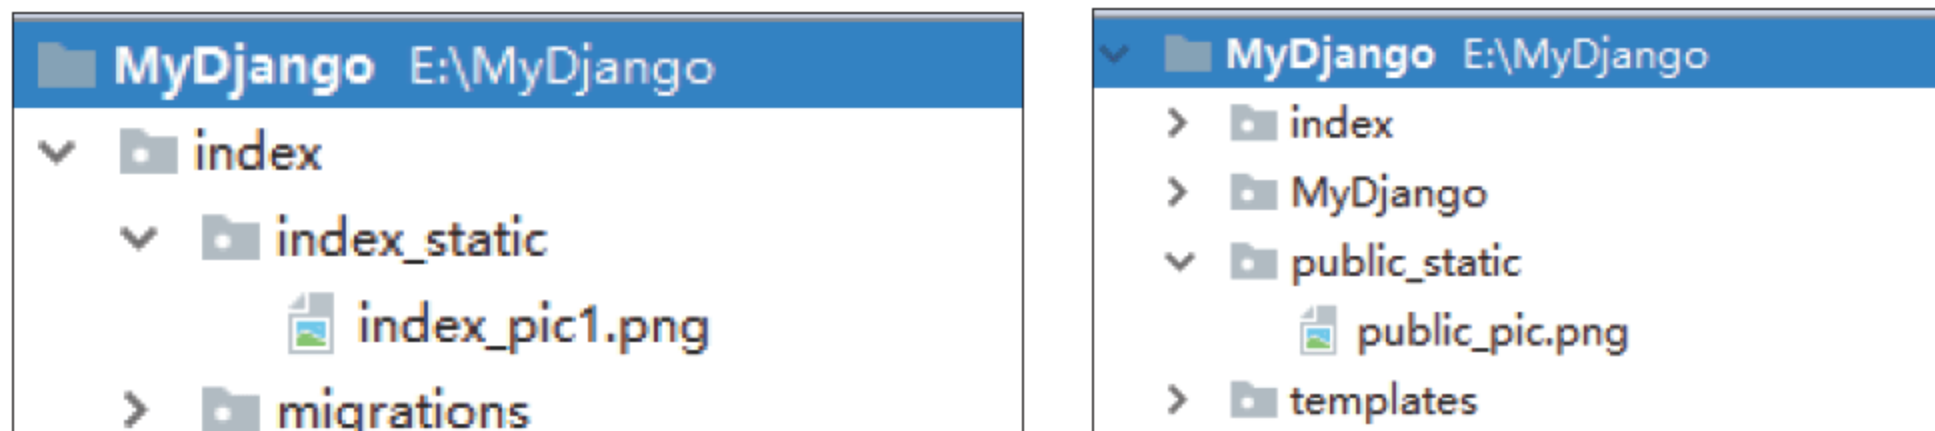 MyDjango E:\MyDjango
index
index_static
index_pic1.png
migrations
MyDjango E:\MyDjango
index
MyDjango
public_static
public_pic.png
templates